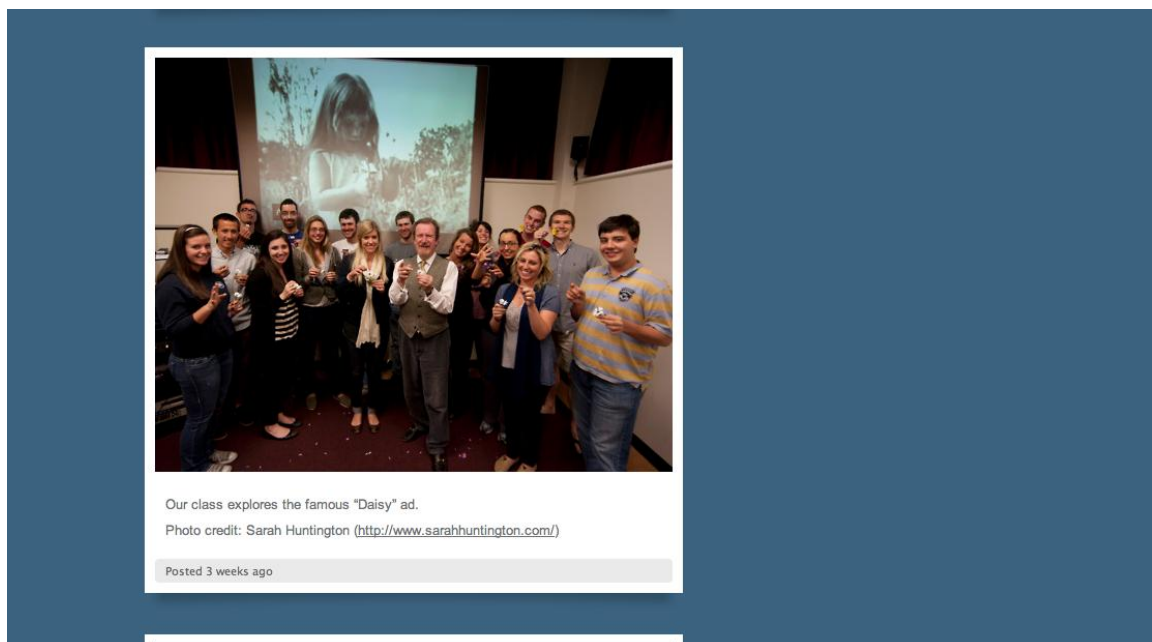 Our class explores the famous “Daisy” ad.
Photo credit: Sarah Huntington (http://www.sarahhuntington.com/)
Posted 3 weeks ago